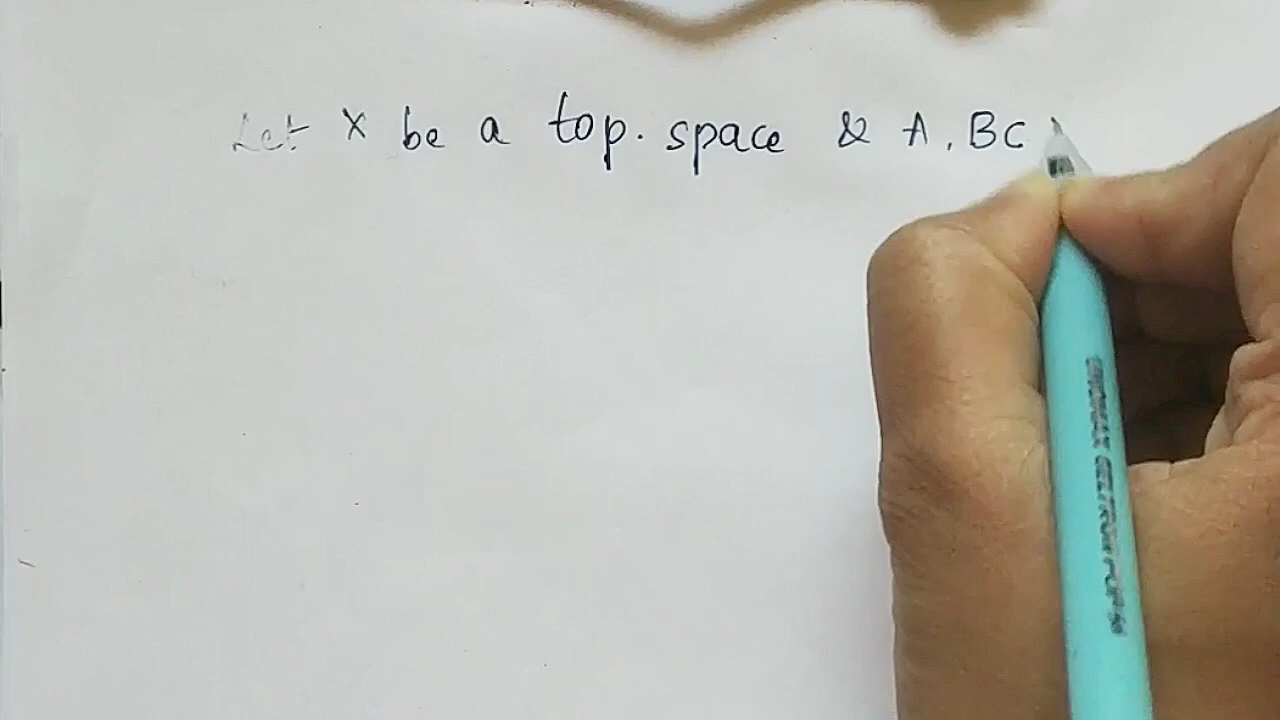 Let X be a top. space & A, B ⊂